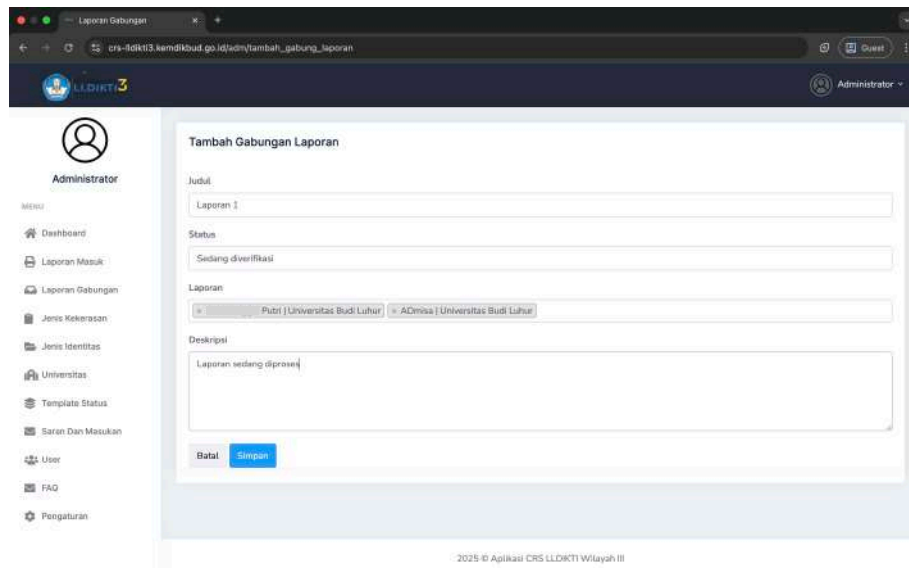 Laporan Gabungan
crs-lldikti3.kemdikbud.go.id/adm/tambah_gabung_laporan
Guest
LLDIKTI 3
Administrator
Administrator
MENU
Dashboard
Laporan Masuk
Laporan Gabungan
Jenis Kekerasan
Jenis Identitas
Universitas
Template Status
Saran Dan Masukan
User
FAQ
Pengaturan
Tambah Gabungan Laporan
Judul
Laporan 1
Status
Sedang diverifikasi
Laporan
× Putri | Universitas Budi Luhur × ADmisa | Universitas Budi Luhur
Deskripsi
Laporan sedang diproses
Batal Simpan
2025 © Aplikasi CRS LLDIKTI Wilayah III